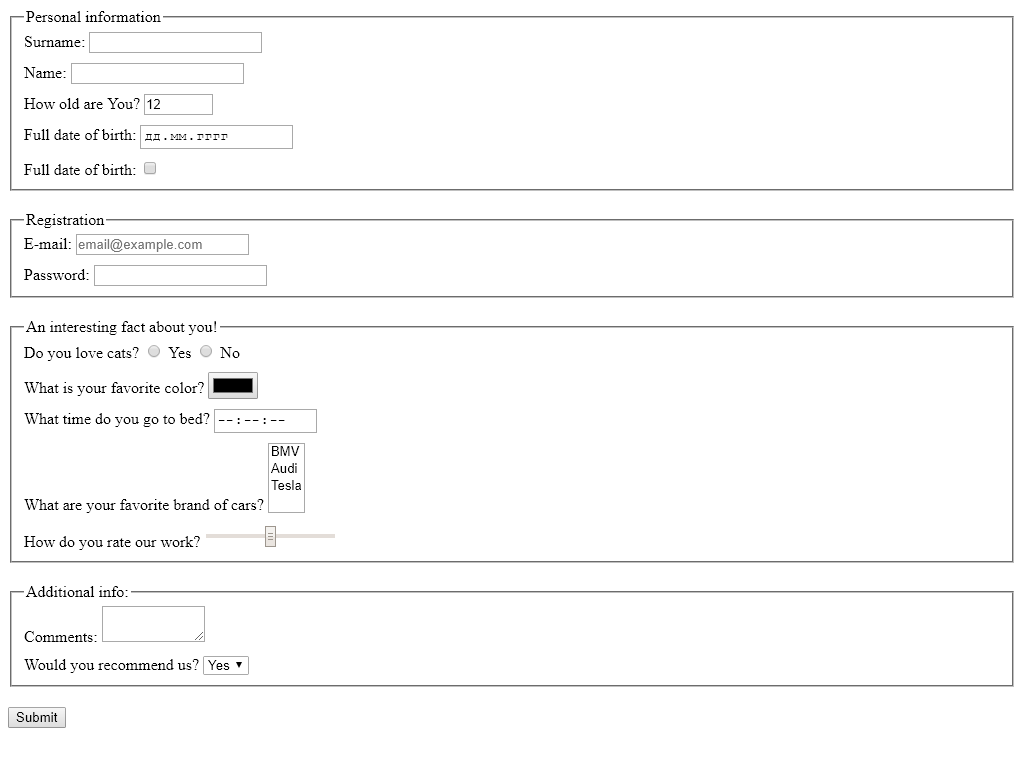 Personal information
Surname:
Name:
How old are You? 12
Full date of birth: дд.мм.гггг
Full date of birth:
Registration
E-mail: email@example.com
Password:
An interesting fact about you!
Do you love cats? Yes No
What is your favorite color?
What time do you go to bed? --:--:--
BMV
Audi
Tesla
What are your favorite brand of cars?
How do you rate our work?
Additional info:
Comments:
Would you recommend us? Yes
Submit